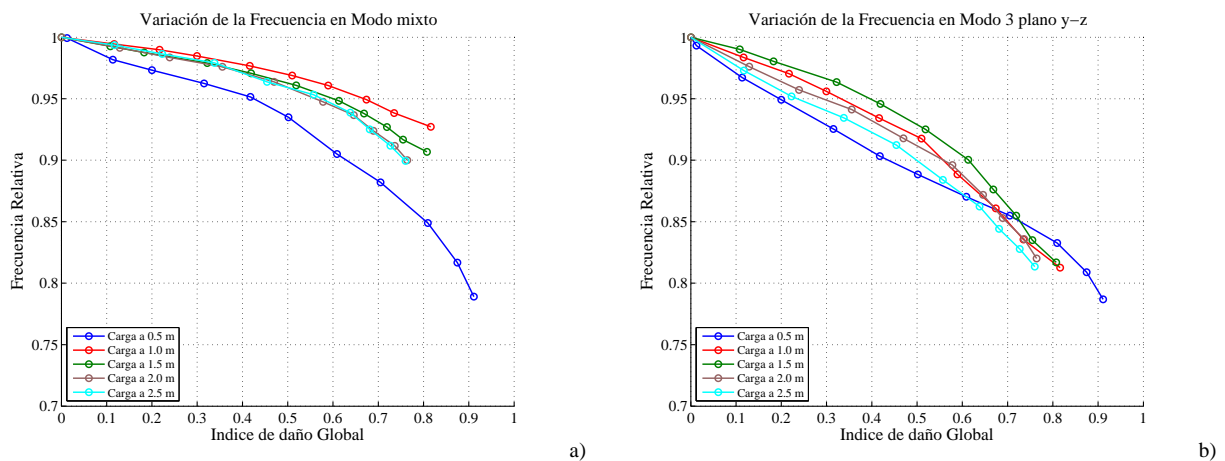 Variación de la Frecuencia en Modo mixto
Frecuencia Relativa
1
0.95
0.9
0.85
0.8
0.75
0.7
Carga a 0.5 m
Carga a 1.0 m
Carga a 1.5 m
Carga a 2.0 m
Carga a 2.5 m
0 0.1 0.2 0.3 0.4 0.5 0.6 0.7 0.8 0.9 1
Indice de daño Global
a)
Variación de la Frecuencia en Modo 3 plano y−z
Frecuencia Relativa
1
0.95
0.9
0.85
0.8
0.75
0.7
Carga a 0.5 m
Carga a 1.0 m
Carga a 1.5 m
Carga a 2.0 m
Carga a 2.5 m
0 0.1 0.2 0.3 0.4 0.5 0.6 0.7 0.8 0.9 1
Indice de daño Global
b)